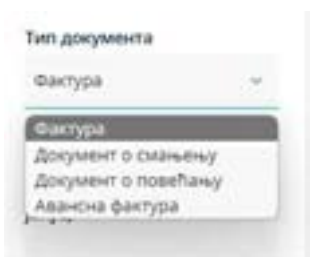 Тип документа
Фактура
Фактура
Документ о смањењу
Документ о повећању
Авансна фактура